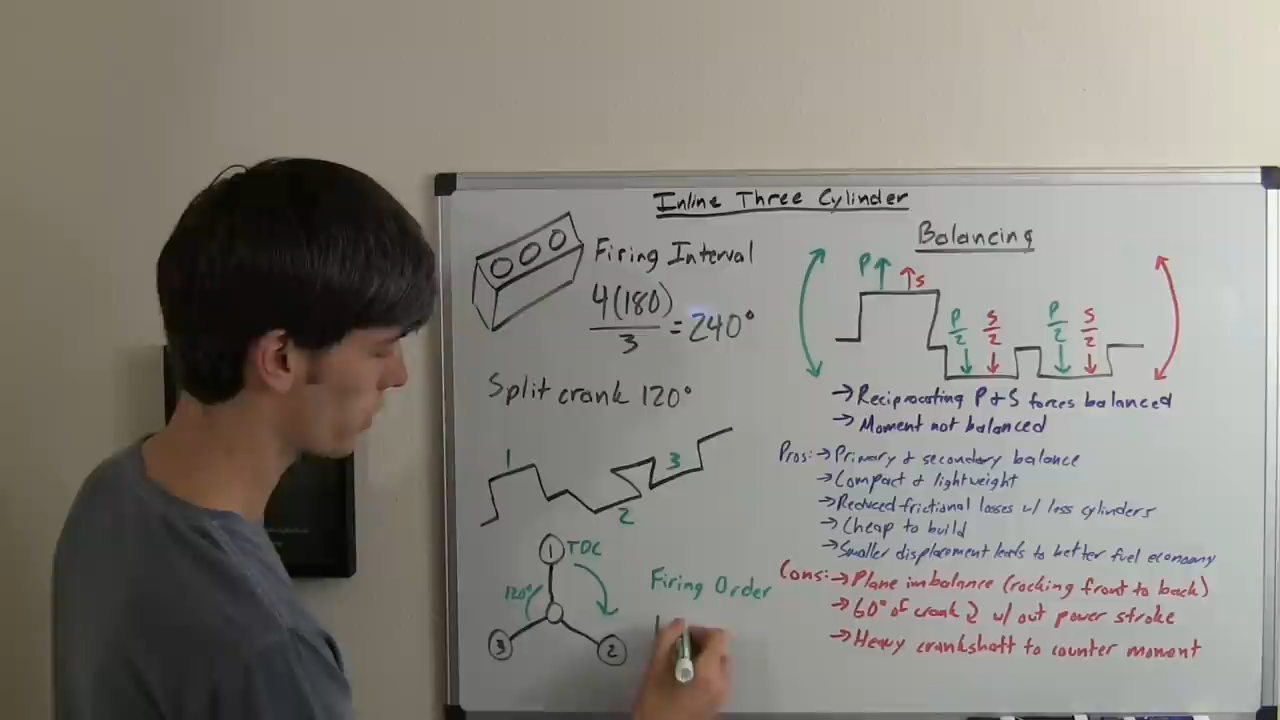 Inline Three Cylinder
Firing Interval
4(180)
3
= 240°
Split crank 120°
1
2
3
1
TDC
120°
3
2
Firing Order
1
Balancing
P
S
P/2
S/2
P/2
S/2
→ Reciprocating P & S forces balanced
→ Moment not balanced
Pros: → Primary & secondary balance
→ Compact & lightweight
→ Reduced frictional losses w/ less cylinders
→ Cheap to build
→ Smaller displacement leads to better fuel economy
Cons: → Plane imbalance (rocking front to back)
→ 60° of crank w/out power stroke
→ Heavy crankshaft to counter moment